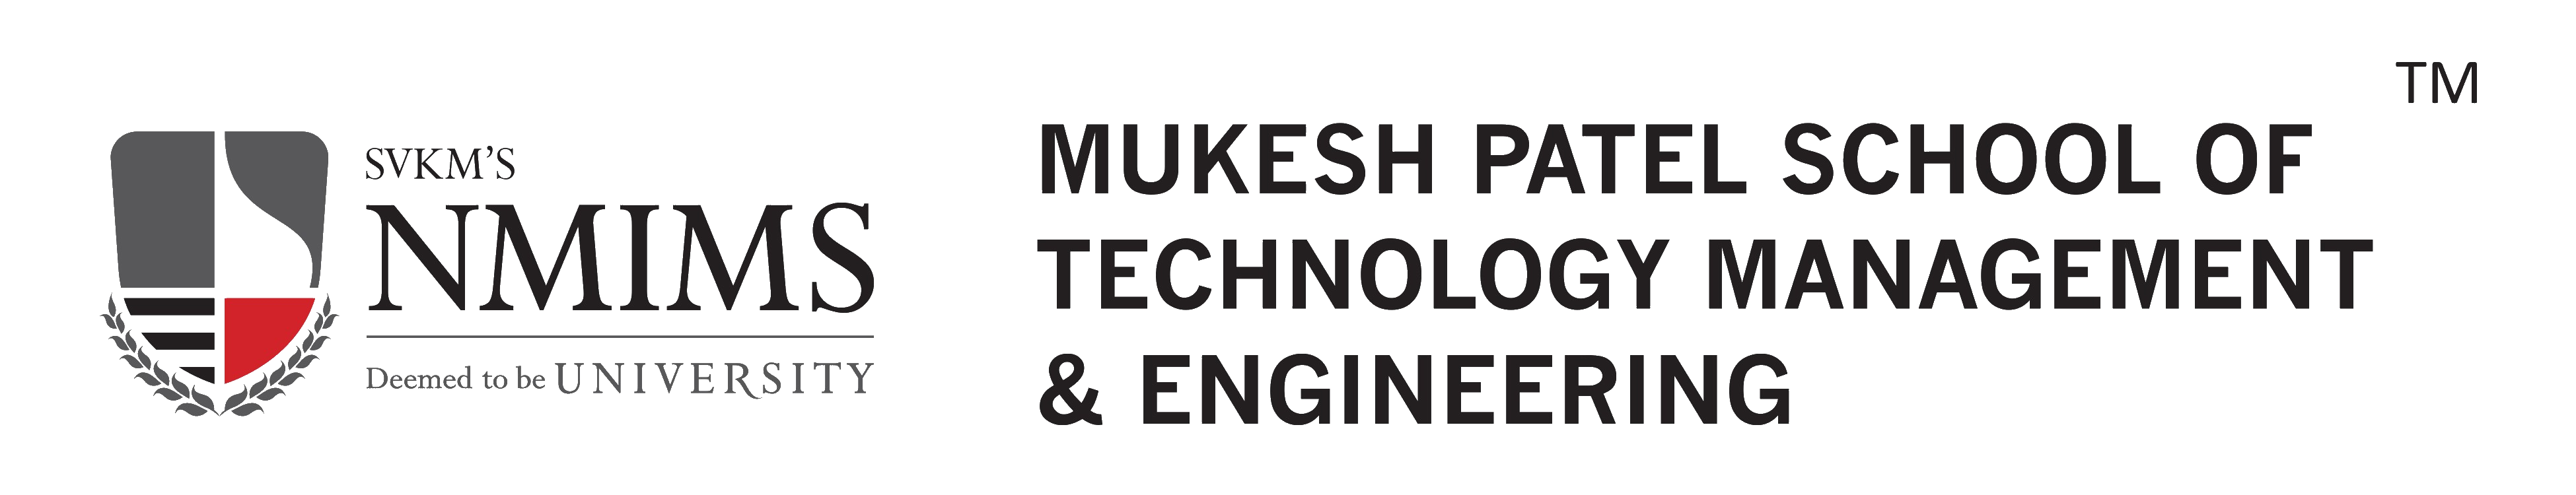 SVKM'S
NMIMS
Deemed to be UNIVERSITY
MUKESH PATEL SCHOOL OF
TECHNOLOGY MANAGEMENT
& ENGINEERING
TM